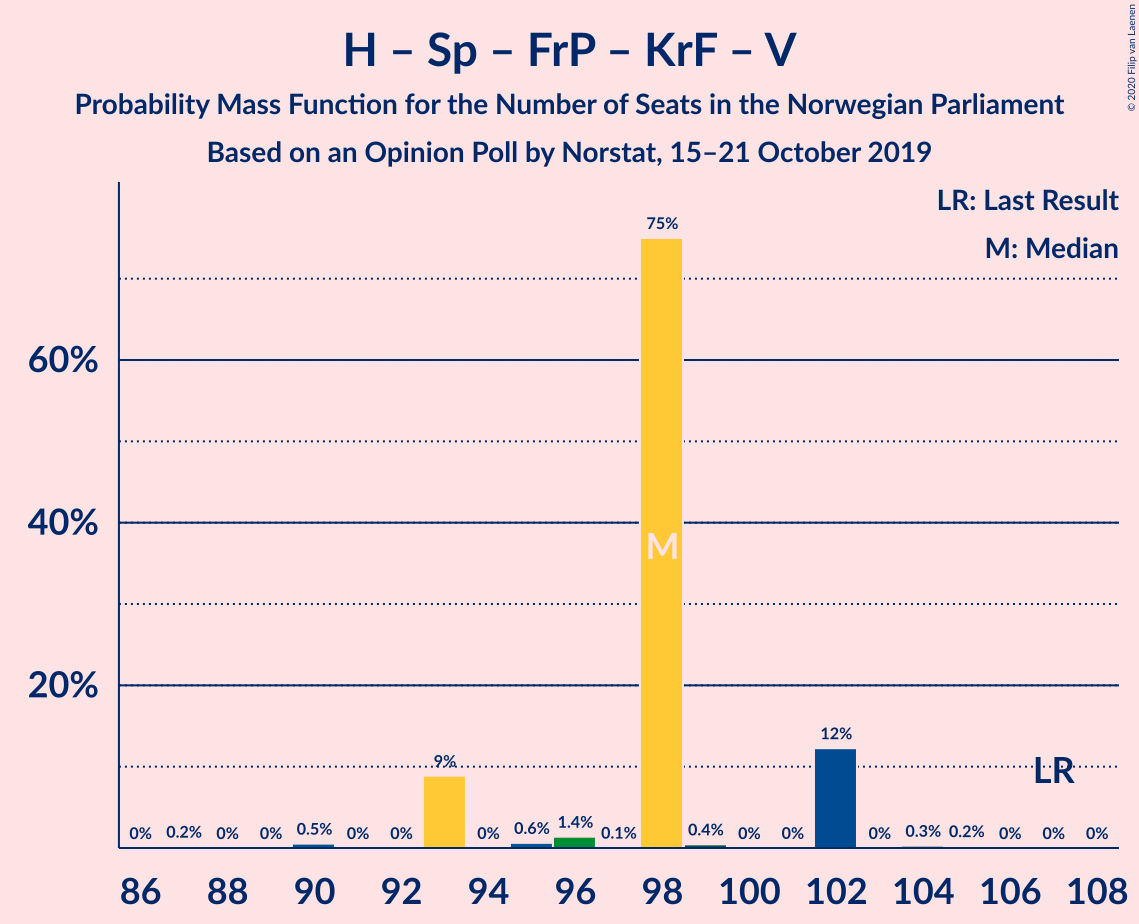 H – Sp – FrP – KrF – V
Probability Mass Function for the Number of Seats in the Norwegian Parliament
Based on an Opinion Poll by Norstat, 15–21 October 2019
© 2020 Filip van Laenen
LR: Last Result
M: Median
75%
60%
40%
M
20%
12%
9%
LR
0% 0.2% 0% 0% 0.5% 0% 0% 0% 0.6% 1.4% 0.1% 0.4% 0% 0% 0% 0.3% 0.2% 0% 0% 0%
86 88 90 92 94 96 98 100 102 104 106 108